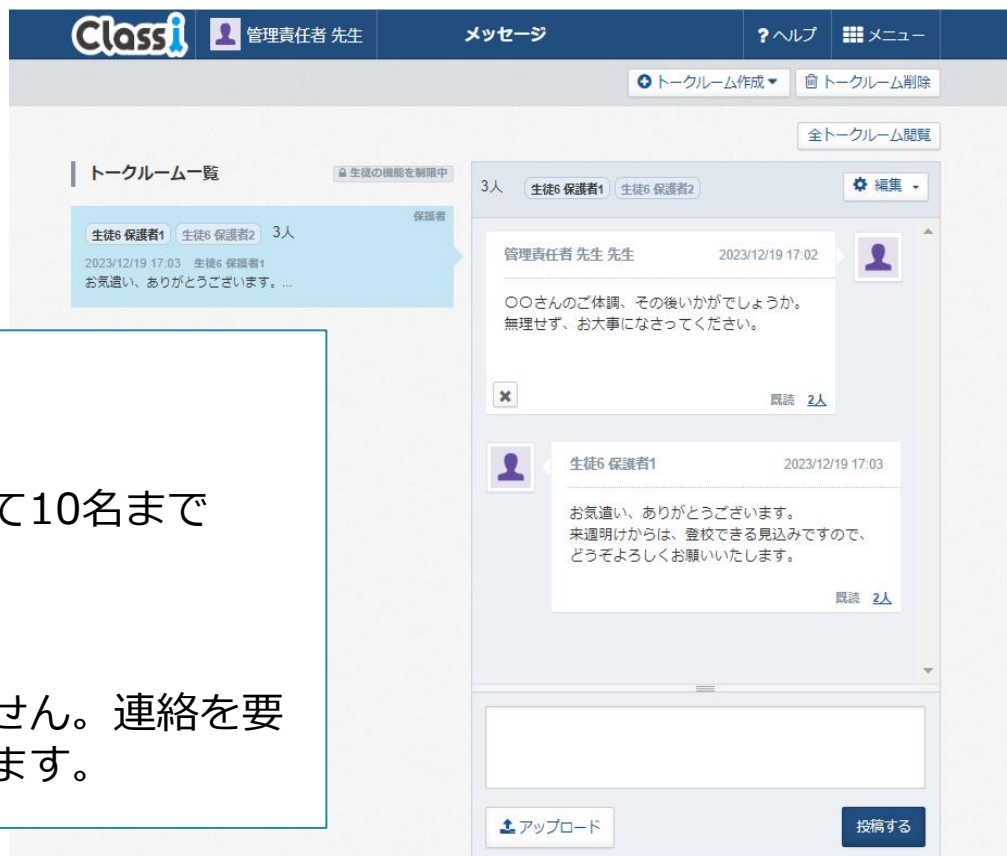 Classi
管理責任者 先生
メッセージ
?ヘルプ
メニュー
トークルーム作成
トークルーム削除
全トークルーム閲覧
トークルーム一覧
生徒の機能を制限中
保護者
生徒6 保護者1 生徒6 保護者2 3人
2023/12/19 17:03 生徒6 保護者1
お気遣い、ありがとうございます。...
て10名まで
せん。連絡を要
ます。
3人 生徒6 保護者1 生徒6 保護者2
編集
管理責任者 先生 先生 2023/12/19 17:02
〇〇さんのご体調、その後いかがでしょうか。
無理せず、お大事になさってください。
既読 2人
生徒6 保護者1 2023/12/19 17:03
お気遣い、ありがとうございます。
来週明けからは、登校できる見込みですので、
どうぞよろしくお願いいたします。
既読 2人
アップロード
投稿する